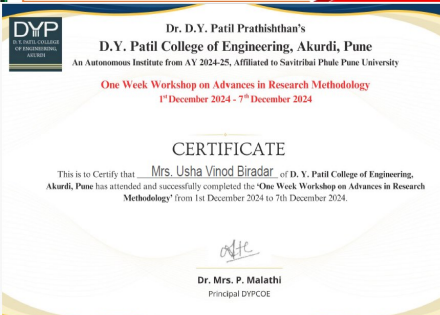 DYP
D. Y. PATIL COLLEGE
OF ENGINEERING,
AKURDI
Dr. D.Y. Patil Prathishthan's
D.Y. Patil College of Engineering, Akurdi, Pune
An Autonomous Institute from AY 2024-25, Affiliated to Savitribai Phule Pune University
One Week Workshop on Advances in Research Methodology
1st December 2024 - 7th December 2024
CERTIFICATE
This is to Certify that Mrs. Usha Vinod Biradar of D. Y. Patil College of Engineering,
Akurdi, Pune has attended and successfully completed the 'One Week Workshop on Advances in Research
Methodology' from 1st December 2024 to 7th December 2024.
Dr. Mrs. P. Malathi
Principal DYPCOE